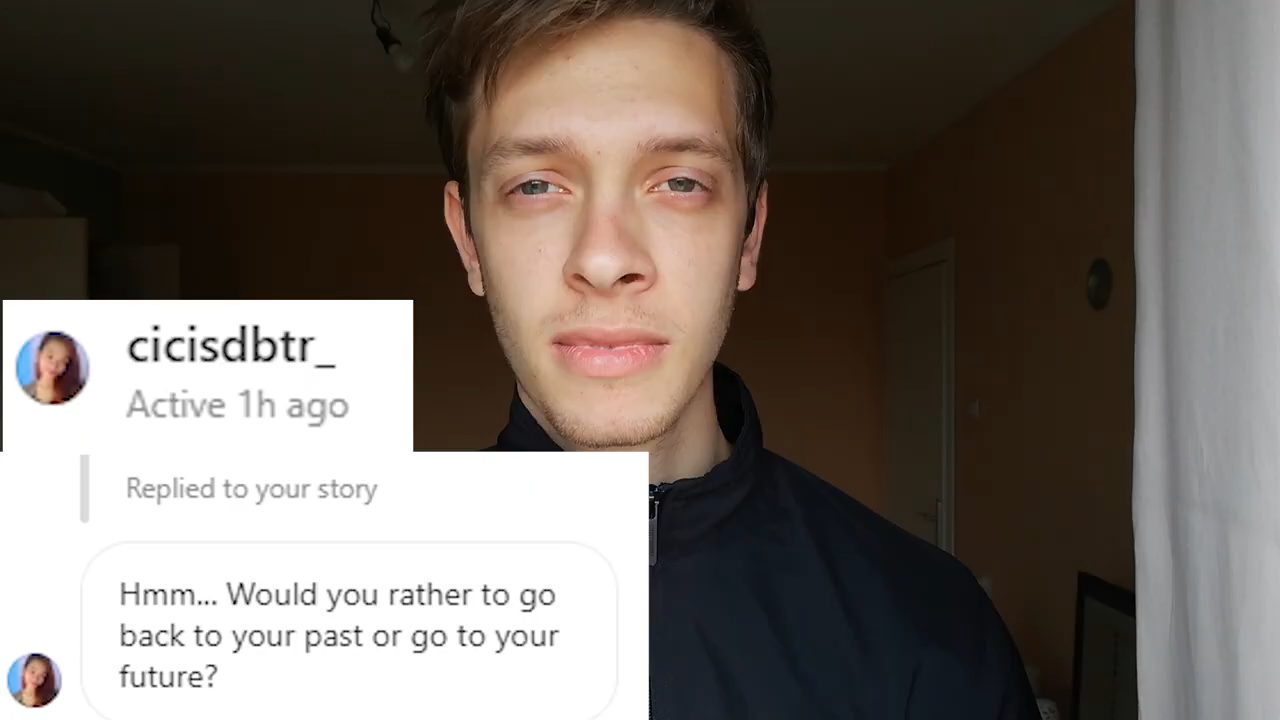 cicisdbtr_
Active 1h ago
Replied to your story
Hmm... Would you rather to go
back to your past or go to your
future?